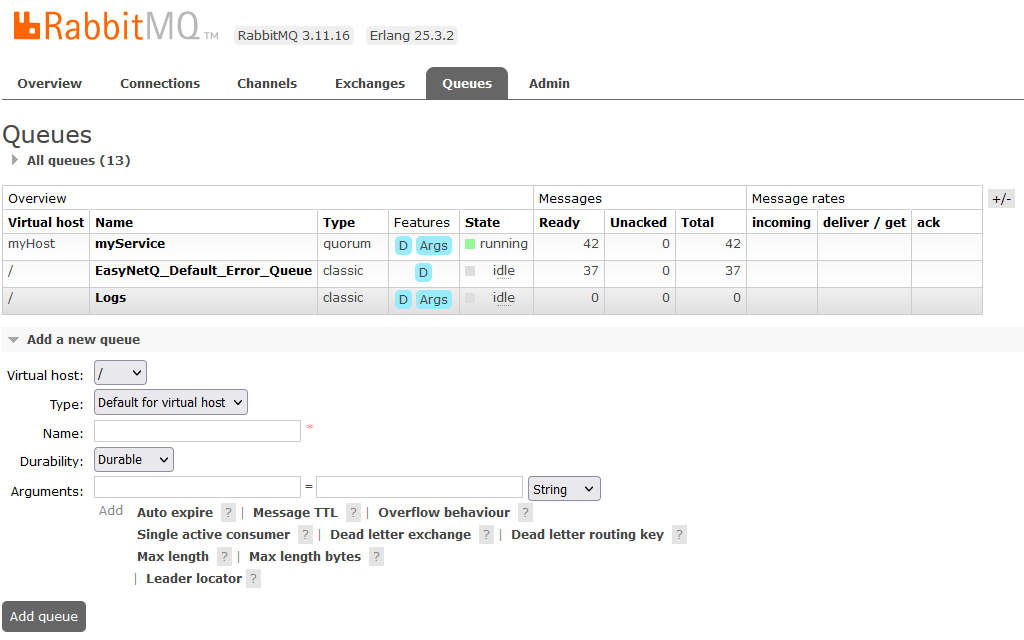 RabbitMQ TM RabbitMQ 3.11.16 Erlang 25.3.2
Overview Connections Channels Exchanges Queues Admin
Queues
All queues (13)
Overview Messages Message rates +/-
Virtual host Name Type Features State Ready Unacked Total incoming deliver / get ack
myHost myService quorum D Args running 42 0 42
/ EasyNetQ_Default_Error_Queue classic D idle 37 0 37
/ Logs classic D Args idle 0 0 0
Add a new queue
Virtual host: /
Type: Default for virtual host
Name: *
Durability: Durable
Arguments: = String
Add Auto expire ? | Message TTL ? | Overflow behaviour ?
Single active consumer ? | Dead letter exchange ? | Dead letter routing key ?
Max length ? | Max length bytes ?
| Leader locator ?
Add queue